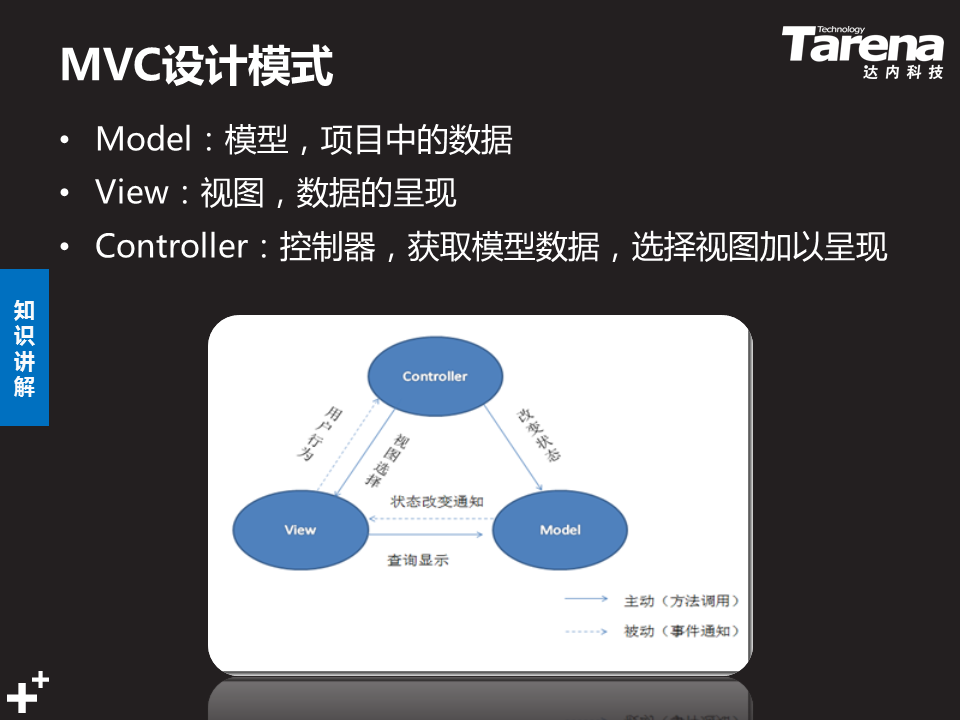 MVC设计模式
Technology
Tarena
达内科技
• Model：模型，项目中的数据
• View：视图，数据的呈现
• Controller：控制器，获取模型数据，选择视图加以呈现
知识讲解
Controller
用户行为
视图选择
改变状态
状态改变通知
View
Model
查询显示
主动（方法调用）
被动（事件通知）